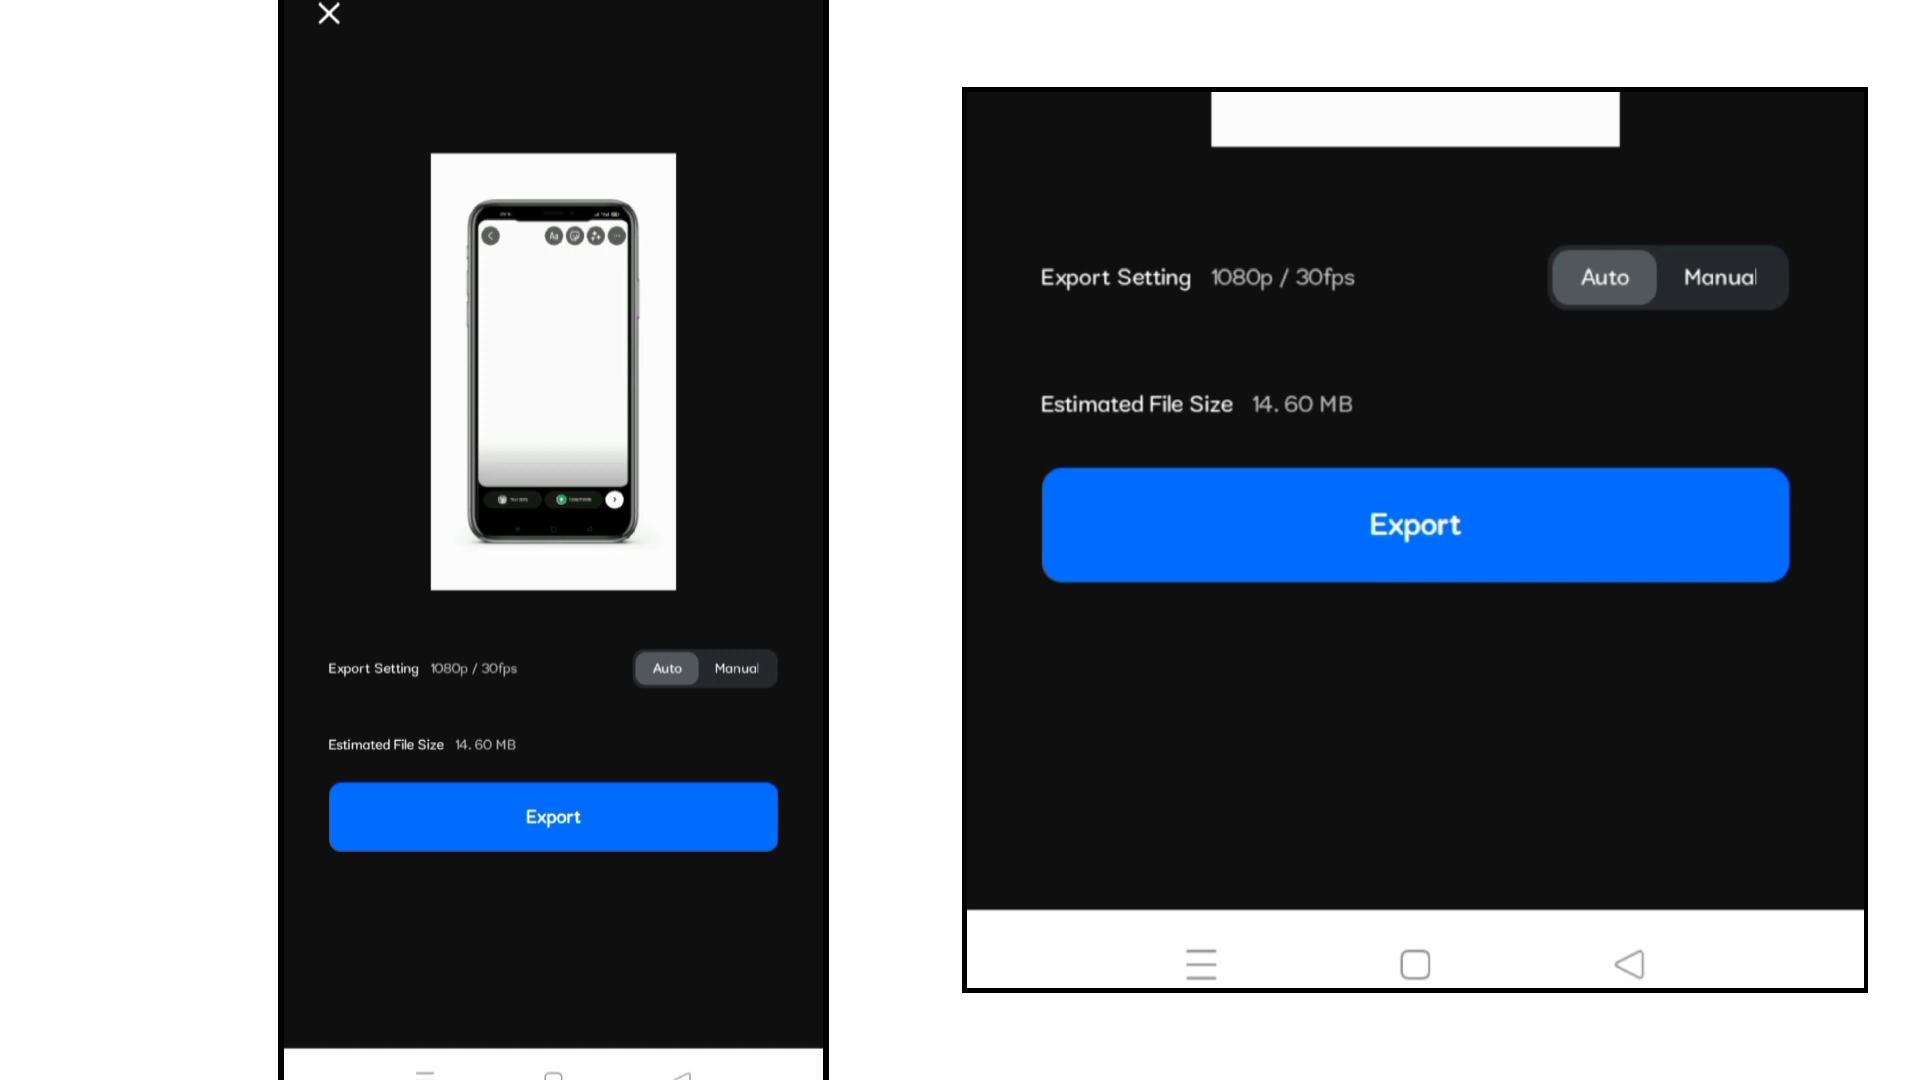 Aa
Export Setting 1080p / 30fps
Auto
Manual
Estimated File Size 14.60 MB
Export
Export Setting 1080p / 30fps
Auto
Manual
Estimated File Size 14.60 MB
Export